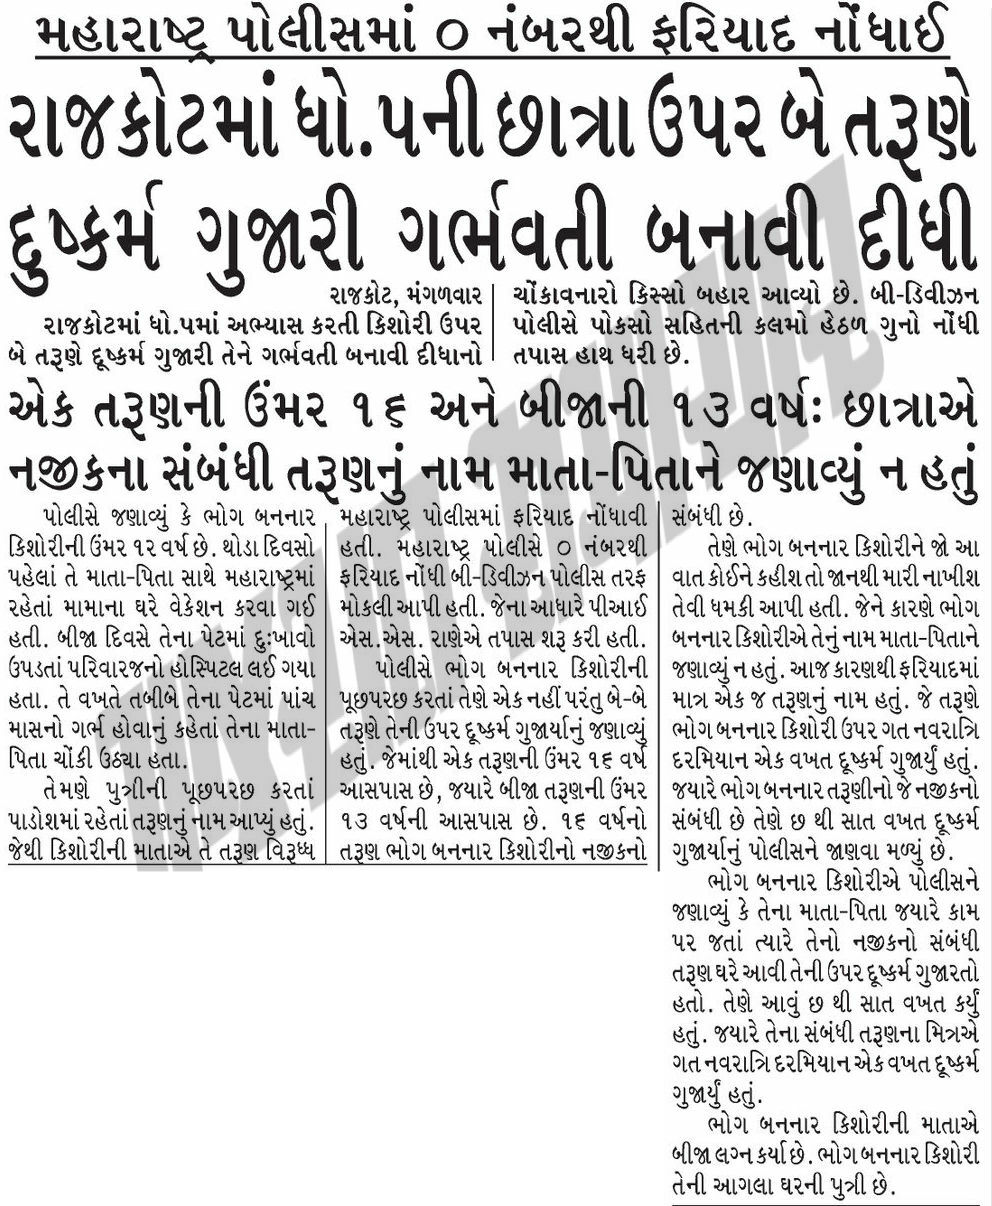 મહારાષ્ટ્ર પોલીસમાં ૦ નંબરથી ફરિયાદ નોંધાઈ
રાજકોટમાં ધો.૫ની છાત્રા ઉપર બે તરૂણે
દુષ્કર્મ ગુજારી ગર્ભવતી બનાવી દીધી
રાજકોટ, મંગળવાર
રાજકોટમાં ધો.૫માં અભ્યાસ કરતી કિશોરી ઉપર
બે તરૂણે દૂષ્કર્મ ગુજારી તેને ગર્ભવતી બનાવી દીધાનો
ચોંકાવનારો કિસ્સો બહાર આવ્યો છે. બી-ડિવીઝન
પોલીસે પોકસો સહિતની કલમાં હેઠળ ગુનો નોંધી
તપાસ હાથ ધરી છે.
એક તરૂણની ઉંમર ૧૬ અને બીજાની ૧૩ વર્ષઃ છાત્રાએ
નજીકના સંબંધી તરૂણનું નામ માતા-પિતાને જણાવ્યું ન હતું
પોલીસે જણાવ્યું કે ભોગ બનનાર
કિશોરીની ઉંમર ૧૨ વર્ષ છે. થોડા દિવસો
પહેલાં તે માતા-પિતા સાથે મહારાષ્ટ્રમાં
રહેતાં મામાના ઘરે વેકેશન કરવા ગઈ
હતી. બીજા દિવસે તેના પેટમાં દુઃખાવો
ઉપડતાં પરિવારજનો હોસ્પિટલ લઈ ગયા
હતા. તે વખતે તબીબે તેના પેટમાં પાંચ
માસનો ગર્ભ હોવાનું કહેતાં તેના માતા-
પિતા ચોંકી ઉઠ્યા હતા.
તેમણે પુત્રીની પૂછપરછ કરતાં
પાડોશમાં રહેતાં તરૂણનું નામ આપ્યું હતું.
જેથી કિશોરીની માતાએ તે તરૂણ વિરૂધ્ધ
મહારાષ્ટ્ર પોલીસમાં ફરિયાદ નોંધાવી
હતી. મહારાષ્ટ્ર પોલીસે ૦ નંબરથી
ફરિયાદ નોંધી બી-ડિવીઝન પોલીસ તરફ
મોકલી આપી હતી. જેના આધારે પીઆઈ
એસ.એસ. રાણેએ તપાસ શરૂ કરી હતી.
પોલીસે ભોગ બનનાર કિશોરીની
પૂછપરછ કરતાં તેણે એક નહીં પરંતુ બે-બે
તરૂણે તેની ઉપર દૂષ્કર્મ ગુજાર્યાનું જણાવ્યું
હતું. જેમાંથી એક તરૂણની ઉંમર ૧૬ વર્ષ
આસપાસ છે, જયારે બીજા તરૂણની ઉંમર
૧૩ વર્ષની આસપાસ છે. ૧૬ વર્ષનો
તરૂણ ભોગ બનનાર કિશોરીનો નજીકનો
સંબંધી છે.
તેણે ભોગ બનનાર કિશોરીને જો આ
વાત કોઈને કહીશ તો જાનથી મારી નાખીશ
તેવી ધમકી આપી હતી. જેને કારણે ભોગ
બનનાર કિશોરીએ તેનું નામ માતા-પિતાને
જણાવ્યું ન હતું. આજ કારણથી ફરિયાદમાં
માત્ર એક જ તરૂણનું નામ હતું. જે તરૂણે
ભોગ બનનાર કિશોરી ઉપર ગત નવરાત્રિ
દરમિયાન એક વખત દૂષ્કર્મ ગુજાર્યું હતું.
જયારે ભોગ બનનાર તરૂણીનો જે નજીકનો
સંબંધી છે તેણે છ થી સાત વખત દૂષ્કર્મ
ગુજાર્યાનું પોલીસને જાણવા મળ્યું છે.
ભોગ બનનાર કિશોરીએ પોલીસને
જણાવ્યું કે તેના માતા-પિતા જયારે કામ
પર જતાં ત્યારે તેનો નજીકનો સંબંધી
તરૂણ ઘરે આવી તેની ઉપર દૂષ્કર્મ ગુજારતો
હતો. તેણે આવું છ થી સાત વખત કર્યું
હતું. જયારે તેના સંબંધી તરૂણના મિત્રએ
ગત નવરાત્રિ દરમિયાન એક વખત દૂષ્કર્મ
ગુજાર્યું હતું.
ભોગ બનનાર કિશોરીની માતાએ
બીજા લગ્ન કર્યા છે. ભોગ બનનાર કિશોરી
તેની આગલા ઘરની પુત્રી છે.